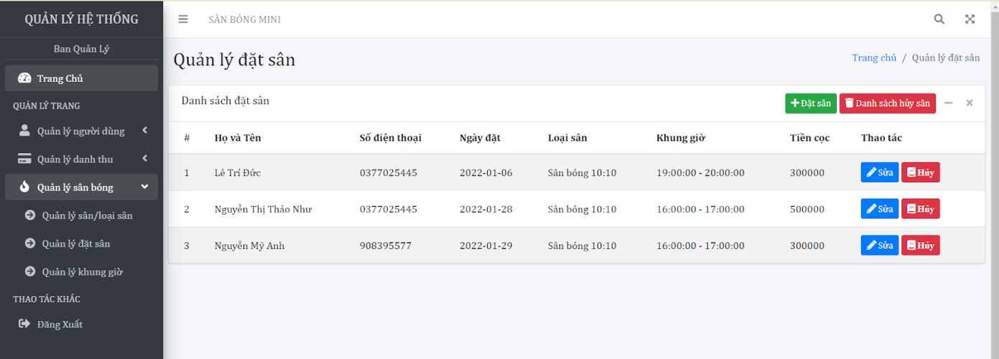 QUẢN LÝ HỆ THỐNG
SÂN BÓNG MINI
Ban Quản Lý
Trang Chủ
QUẢN LÝ TRANG
Quản lý người dùng
Quản lý danh thu
Quản lý sân bóng
Quản lý sân/loại sân
Quản lý đặt sân
Quản lý khung giờ
THAO TÁC KHÁC
Đăng Xuất
Quản lý đặt sân
Trang chủ / Quản lý đặt sân
Danh sách đặt sân
Đặt sân Danh sách hủy sân
# Họ và Tên Số điện thoại Ngày đặt Loại sân Khung giờ Tiền cọc Thao tác
1 Lê Trí Đức 0377025445 2022-01-06 Sân bóng 10:10 19:00:00 - 20:00:00 300000 Sửa Hủy
2 Nguyễn Thị Thảo Như 0377025445 2022-01-28 Sân bóng 10:10 16:00:00 - 17:00:00 500000 Sửa Hủy
3 Nguyễn Mỹ Anh 908395577 2022-01-29 Sân bóng 10:10 16:00:00 - 17:00:00 300000 Sửa Hủy